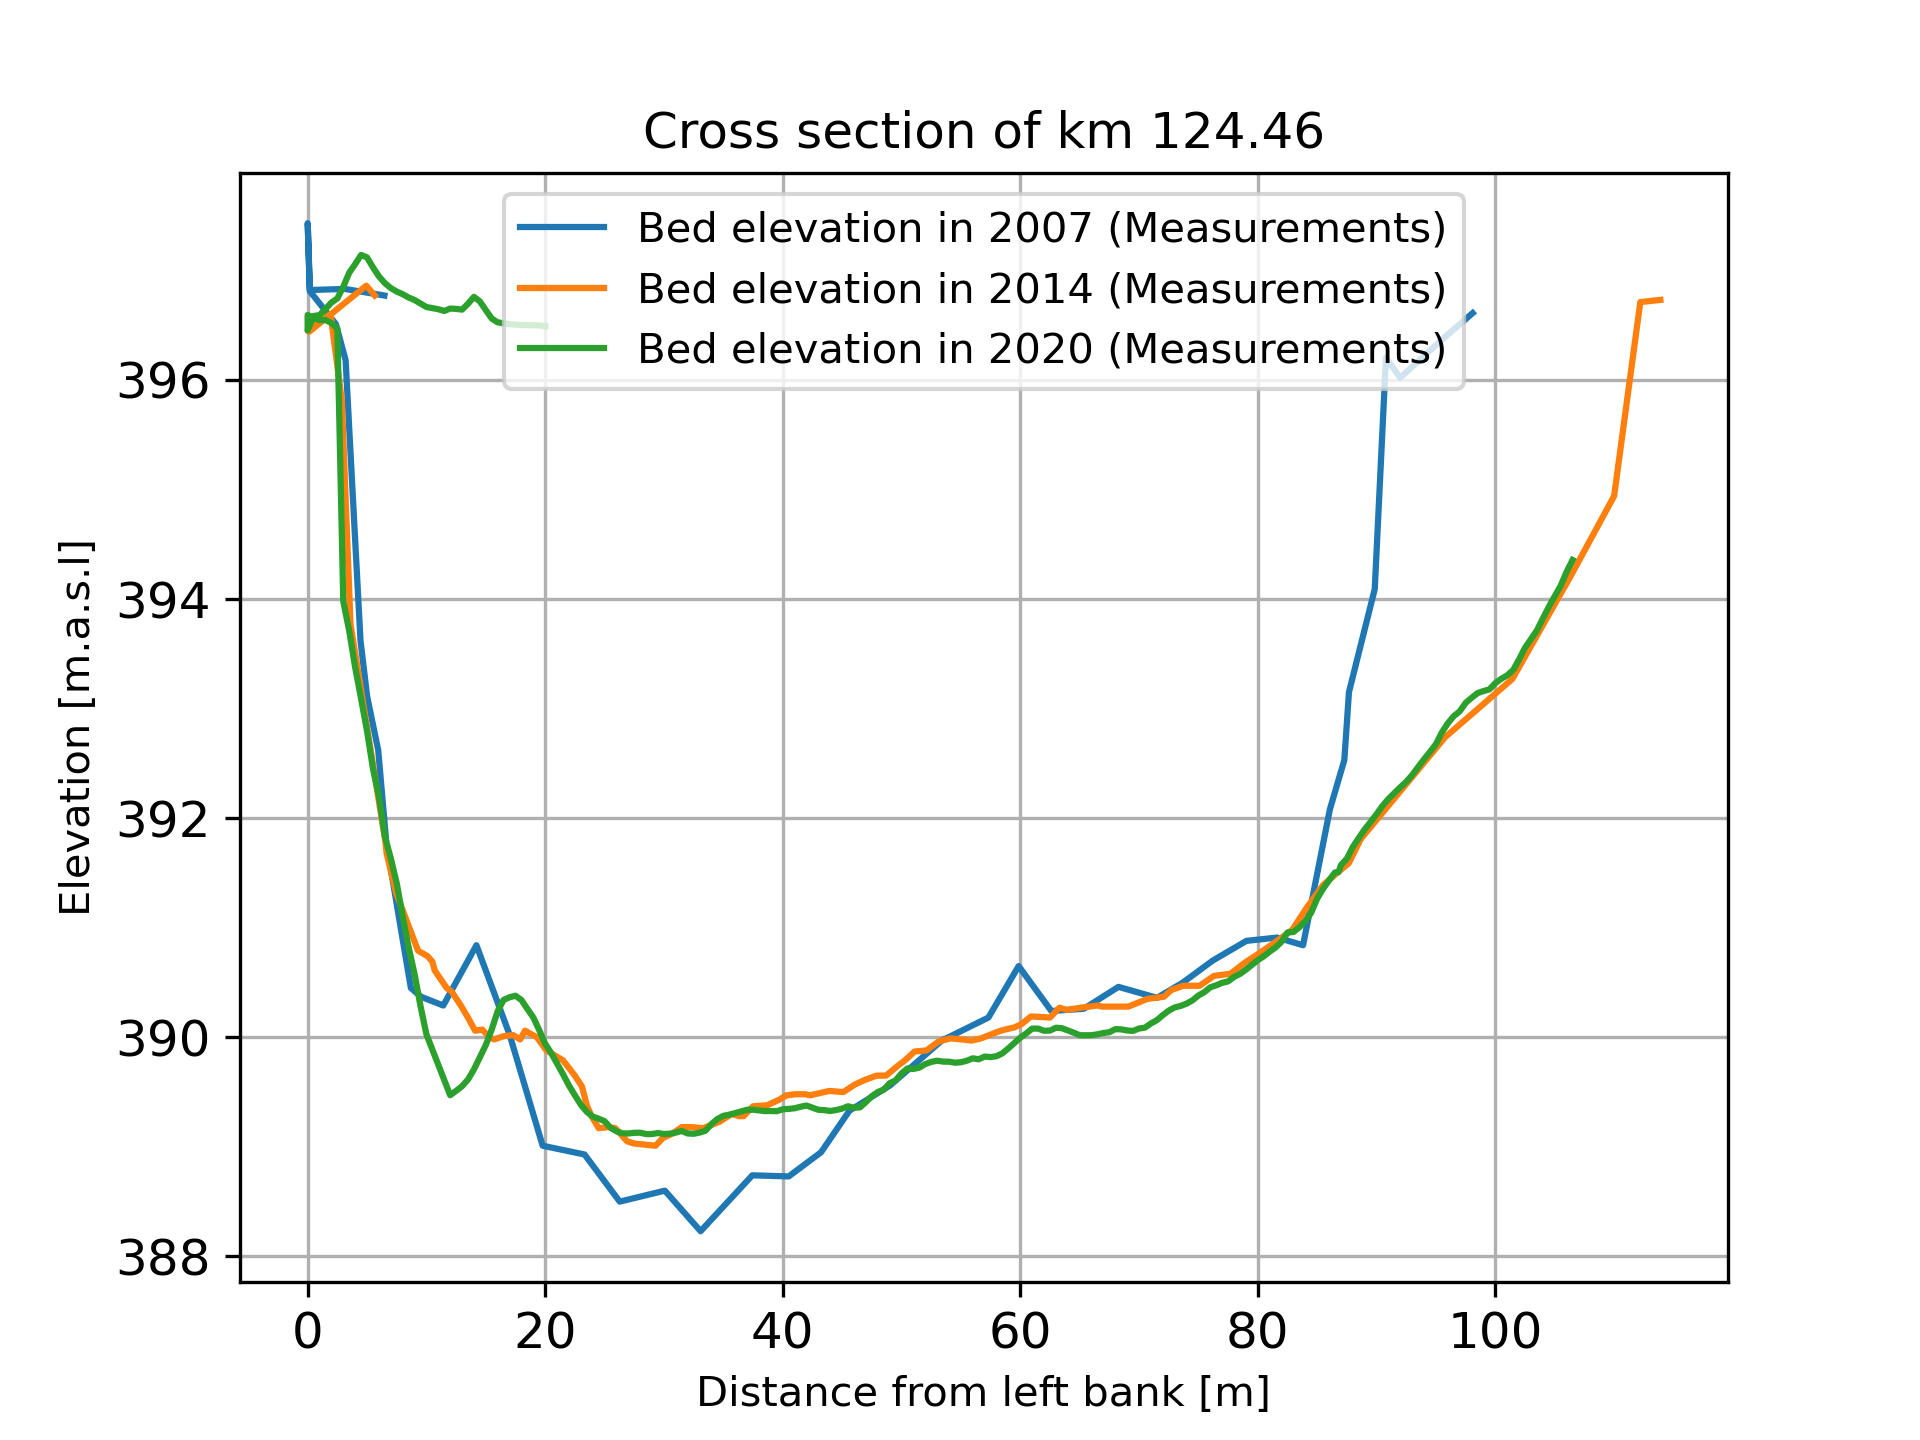 Cross section of km 124.46
Bed elevation in 2007 (Measurements)
Bed elevation in 2014 (Measurements)
Bed elevation in 2020 (Measurements)
396
394
392
390
388
Elevation [m.a.s.l]
0 20 40 60 80 100
Distance from left bank [m]